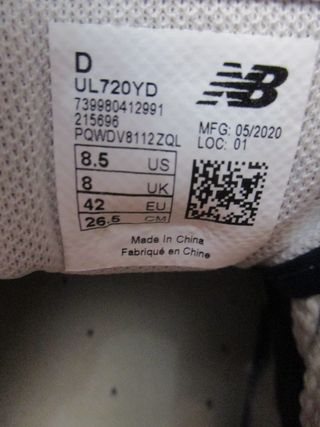 D
UL720YD
739980412991
215696
PQWDV8112ZQL
NB
MFG: 05/2020
LOC: 01
8.5 US
8 UK
42 EU
26.5 CM
Made In China
Fabriqué en Chine